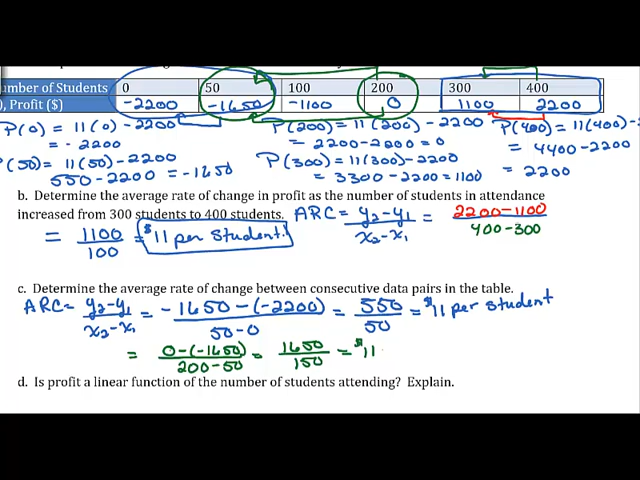 umber of Students 0 50 100 200 300 400
), Profit ($) -2200 -1650 -1100 0 1100 2200
P(0) = 11(0) - 2200
= - 2200
P(50) = 11(50) - 2200
550 - 2200 = -1650
P(200) = 11(200) - 2200
= 2200 - 2200 = 0
P(300) = 11(300) - 2200
= 3300 - 2200 = 1100
P(400) = 11(400) -
= 4400 - 2200
= 2200
b. Determine the average rate of change in profit as the number of students in attendance
increased from 300 students to 400 students. ARC = y₂-y₁ / x₂-x₁ = 2200-1100 / 400-300
= 1100 / 100 = $11 per student.
c. Determine the average rate of change between consecutive data pairs in the table.
ARC = y₂-y₁ / x₂-x₁ = -1650-(-2200) / 50-0 = 550 / 50 = $11 per student
= 0-(-1650) / 200-50 = 1650 / 150 = $11
d. Is profit a linear function of the number of students attending? Explain.